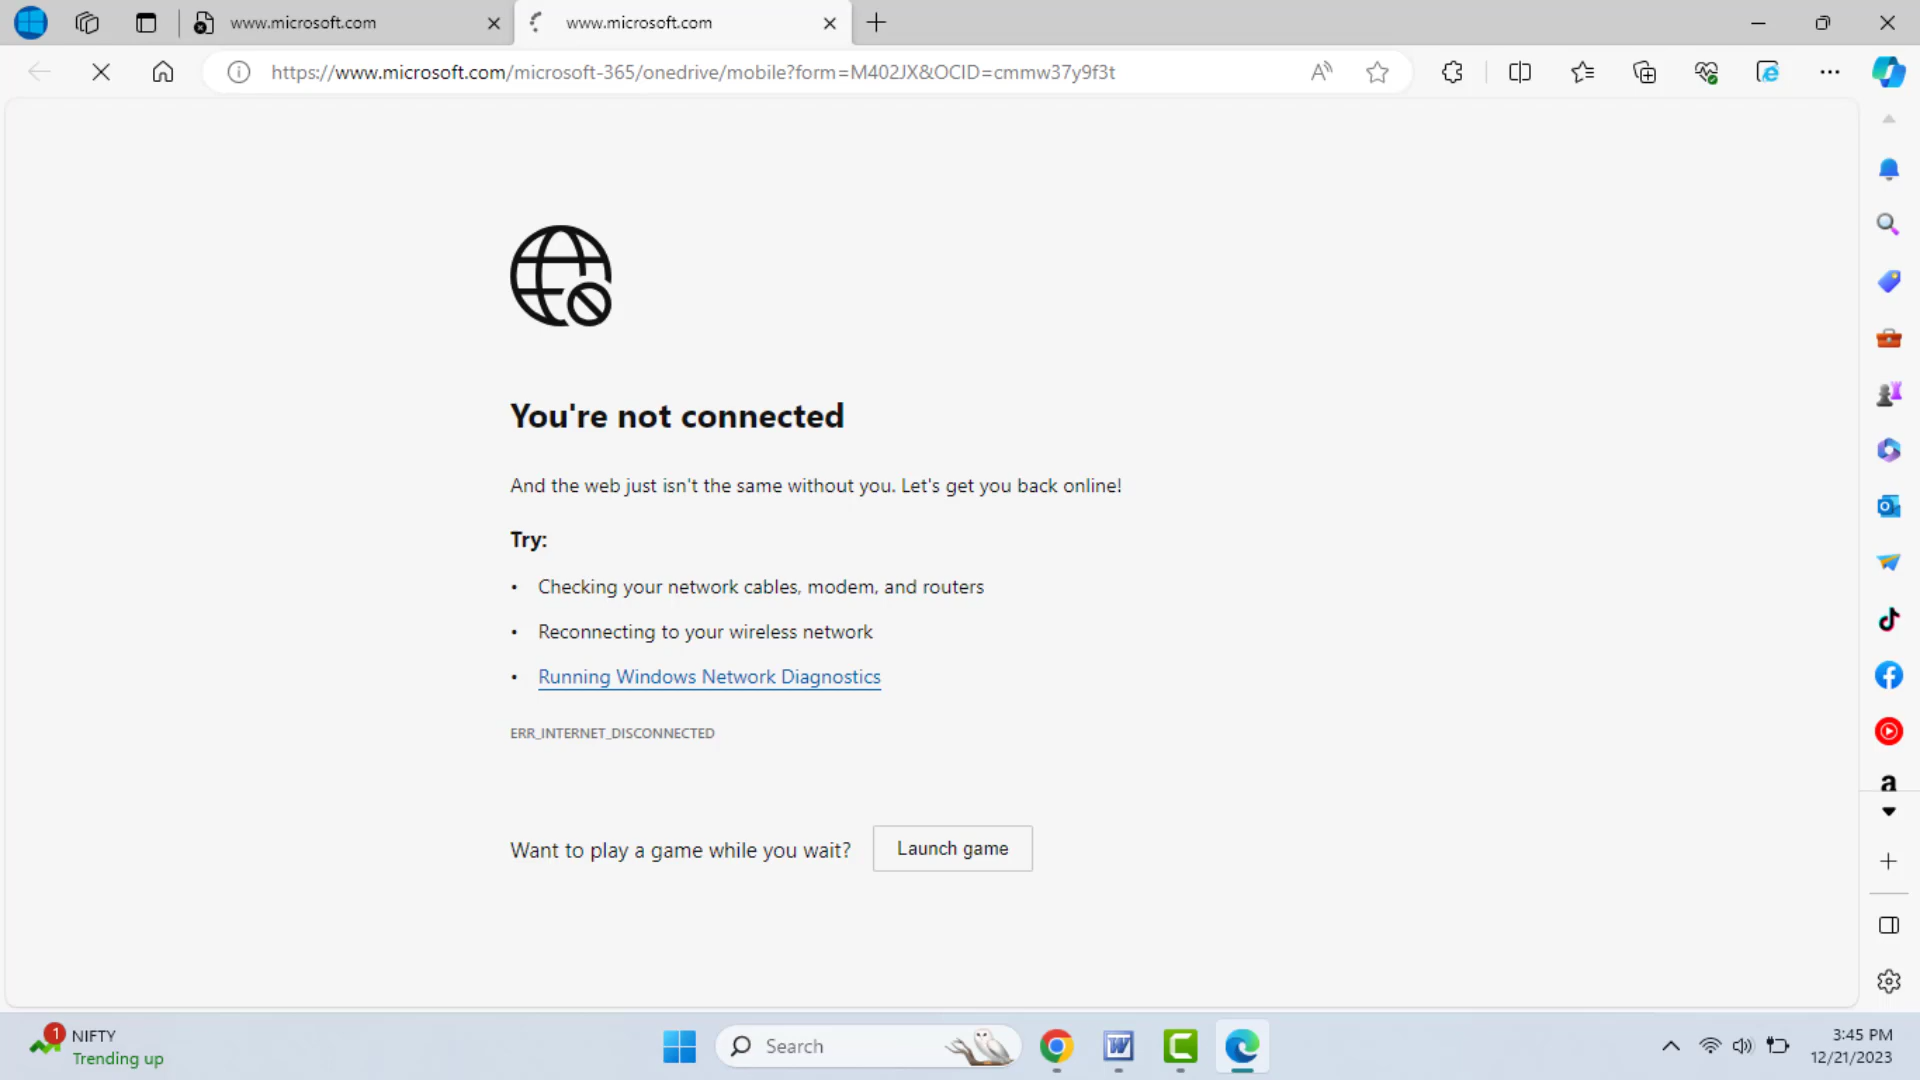 www.microsoft.com
www.microsoft.com
https://www.microsoft.com/microsoft-365/onedrive/mobile?form=M402JX&OCID=cmmw37y9f3t
You're not connected
And the web just isn't the same without you. Let's get you back online!
Try:
• Checking your network cables, modem, and routers
• Reconnecting to your wireless network
• Running Windows Network Diagnostics
ERR_INTERNET_DISCONNECTED
Want to play a game while you wait? Launch game
1 NIFTY
Trending up
Search
3:45 PM
12/21/2023